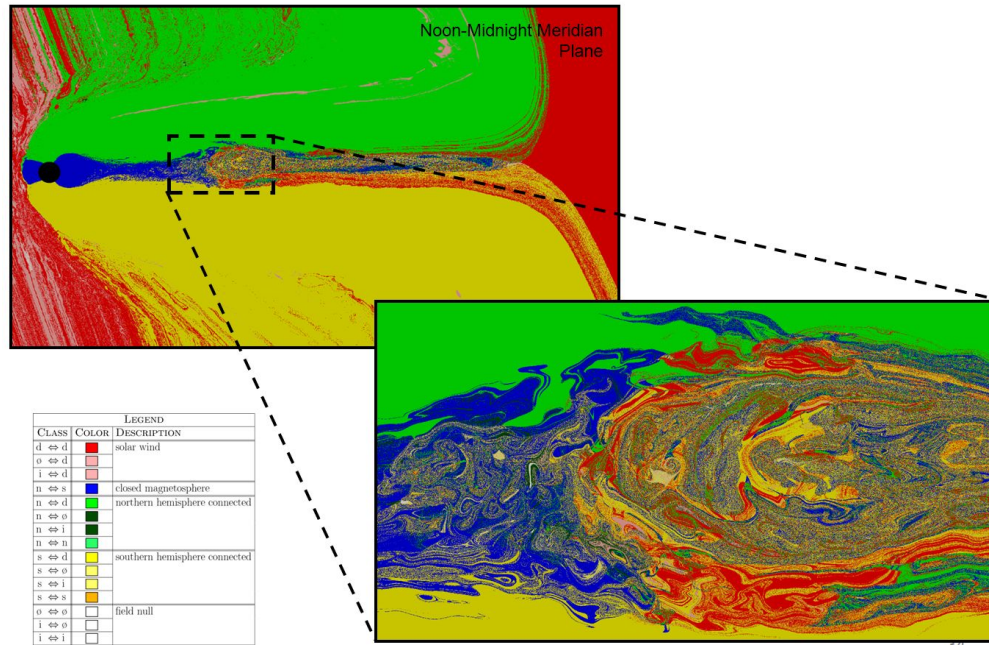 Noon-Midnight Meridian
Plane
LEGEND
CLASS COLOR DESCRIPTION
d ⇔ d solar wind
ø ⇔ d
i ⇔ d
n ⇔ s closed magnetosphere
n ⇔ d northern hemisphere connected
n ⇔ ø
n ⇔ i
n ⇔ n
s ⇔ d southern hemisphere connected
s ⇔ ø
s ⇔ i
s ⇔ s
ø ⇔ ø field null
i ⇔ ø
i ⇔ i